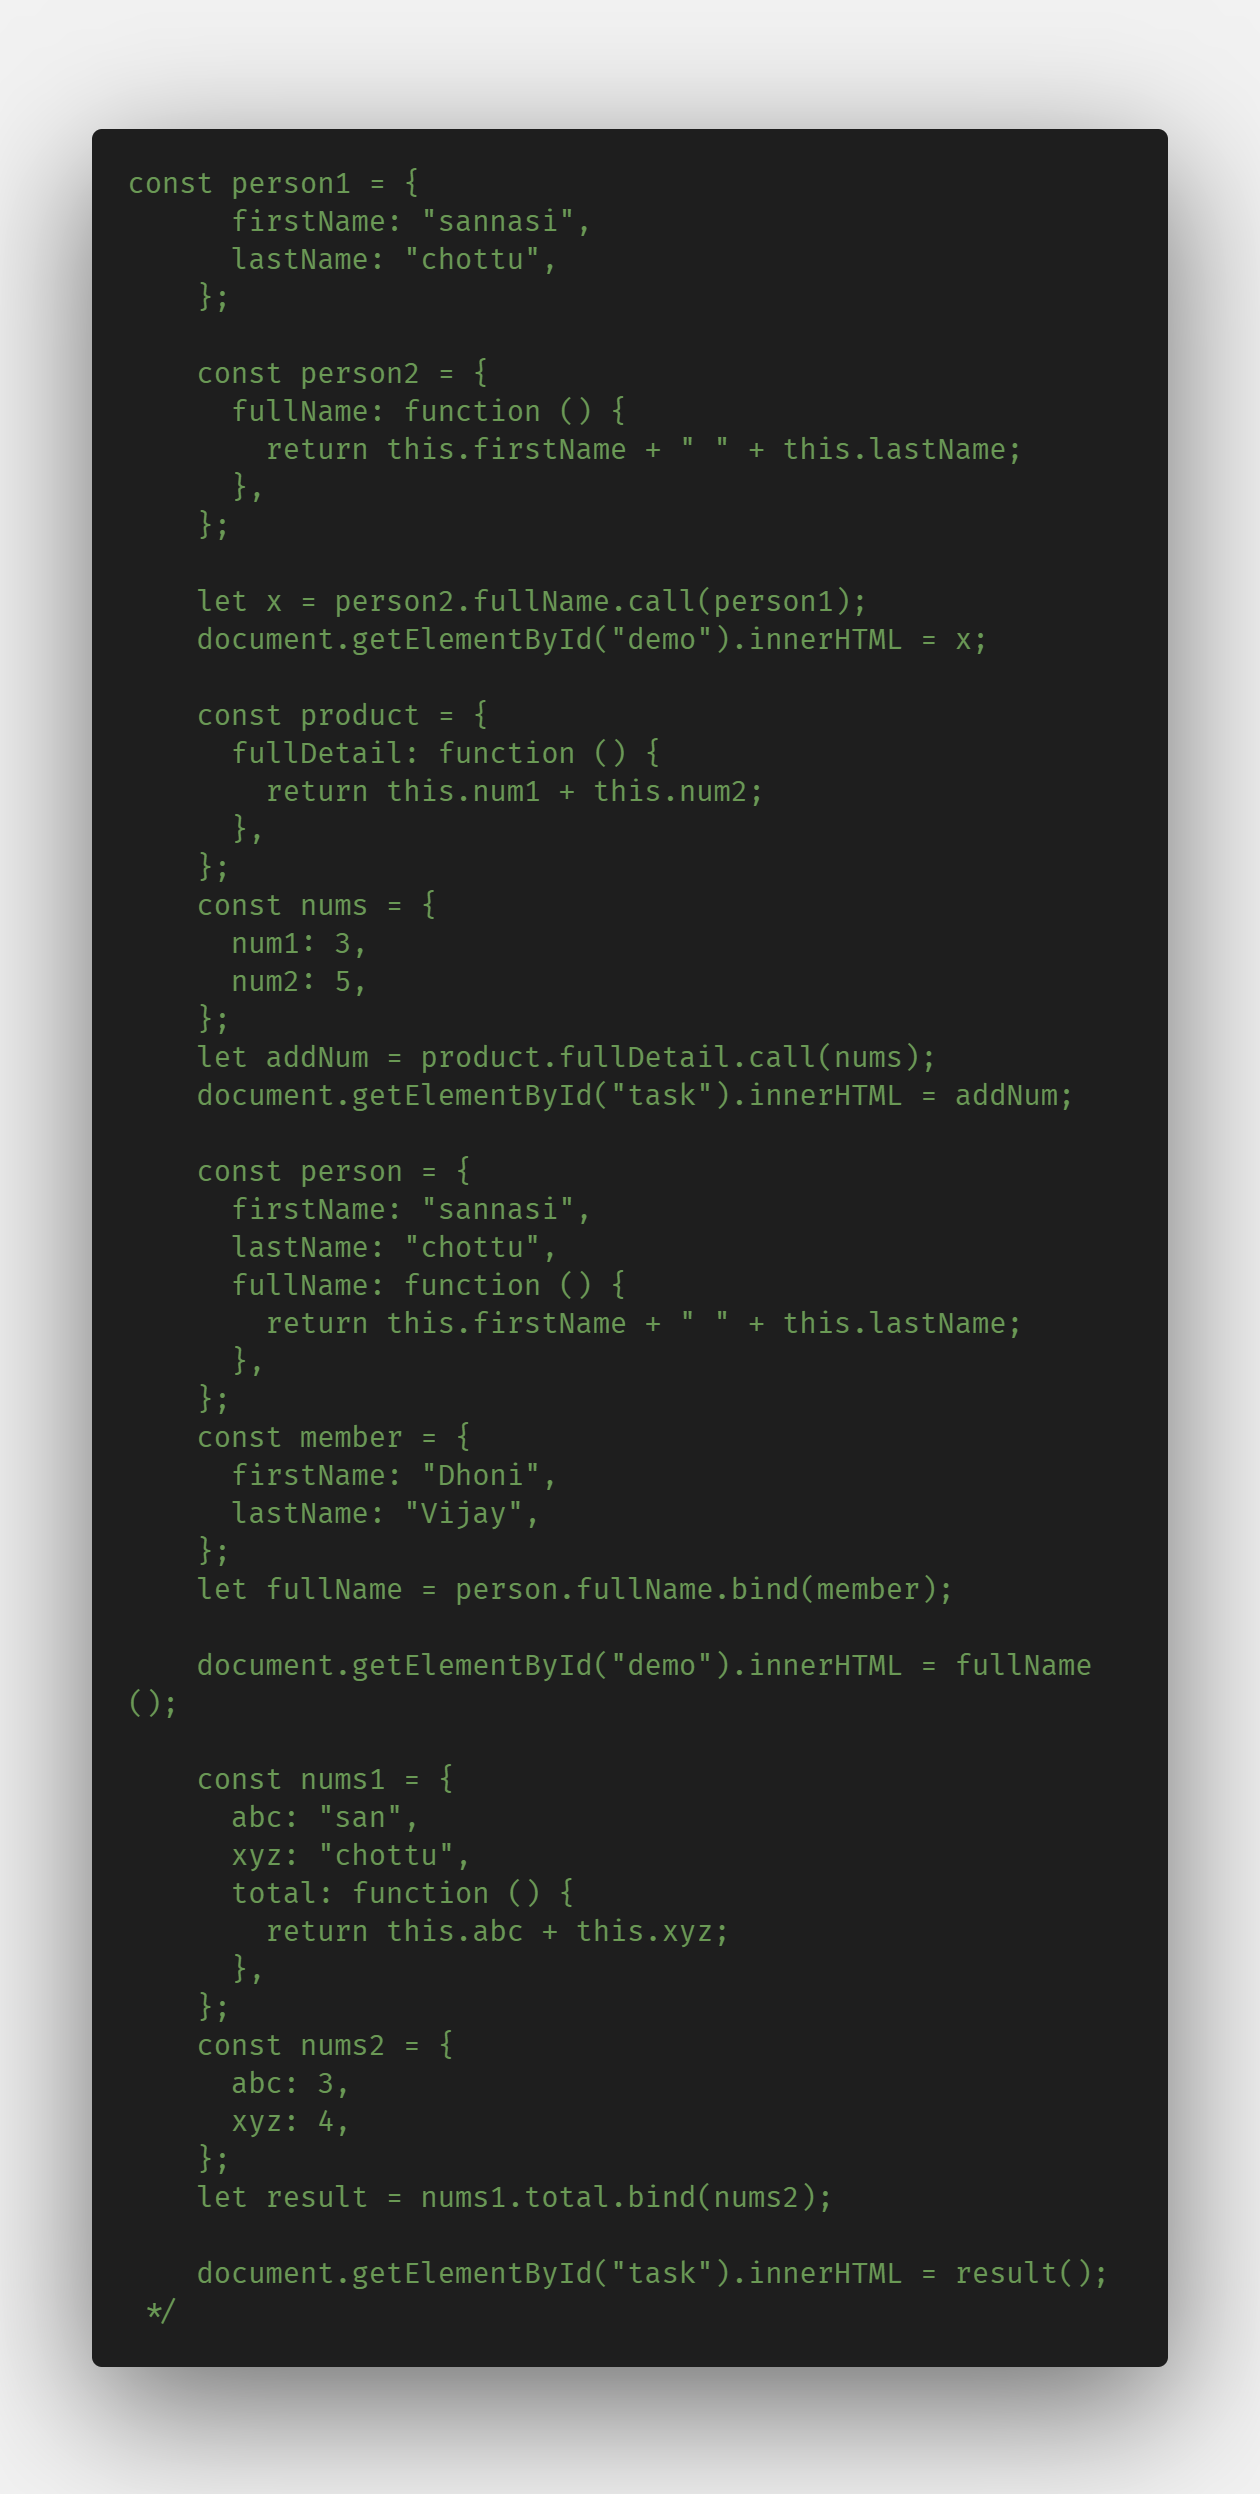 const person1 = {
      firstName: "sannasi",
      lastName: "chottu",
    };

    const person2 = {
      fullName: function () {
        return this.firstName + " " + this.lastName;
      },
    };

    let x = person2.fullName.call(person1);
    document.getElementById("demo").innerHTML = x;

    const product = {
      fullDetail: function () {
        return this.num1 + this.num2;
      },
    };
    const nums = {
      num1: 3,
      num2: 5,
    };
    let addNum = product.fullDetail.call(nums);
    document.getElementById("task").innerHTML = addNum;

    const person = {
      firstName: "sannasi",
      lastName: "chottu",
      fullName: function () {
        return this.firstName + " " + this.lastName;
      },
    };
    const member = {
      firstName: "Dhoni",
      lastName: "Vijay",
    };
    let fullName = person.fullName.bind(member);

    document.getElementById("demo").innerHTML = fullName
();

    const nums1 = {
      abc: "san",
      xyz: "chottu",
      total: function () {
        return this.abc + this.xyz;
      },
    };
    const nums2 = {
      abc: 3,
      xyz: 4,
    };
    let result = nums1.total.bind(nums2);

    document.getElementById("task").innerHTML = result();
 */